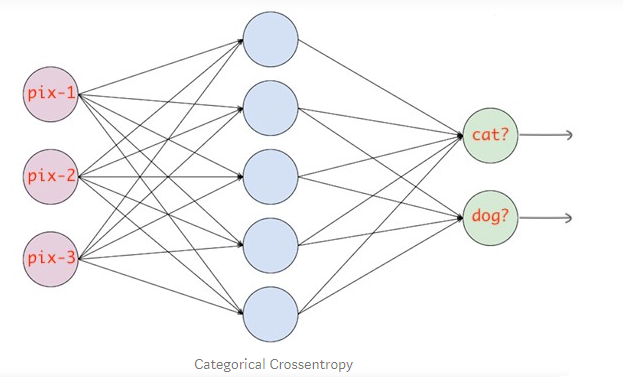 pix-1
pix-2
pix-3
cat?
dog?
Categorical Crossentropy